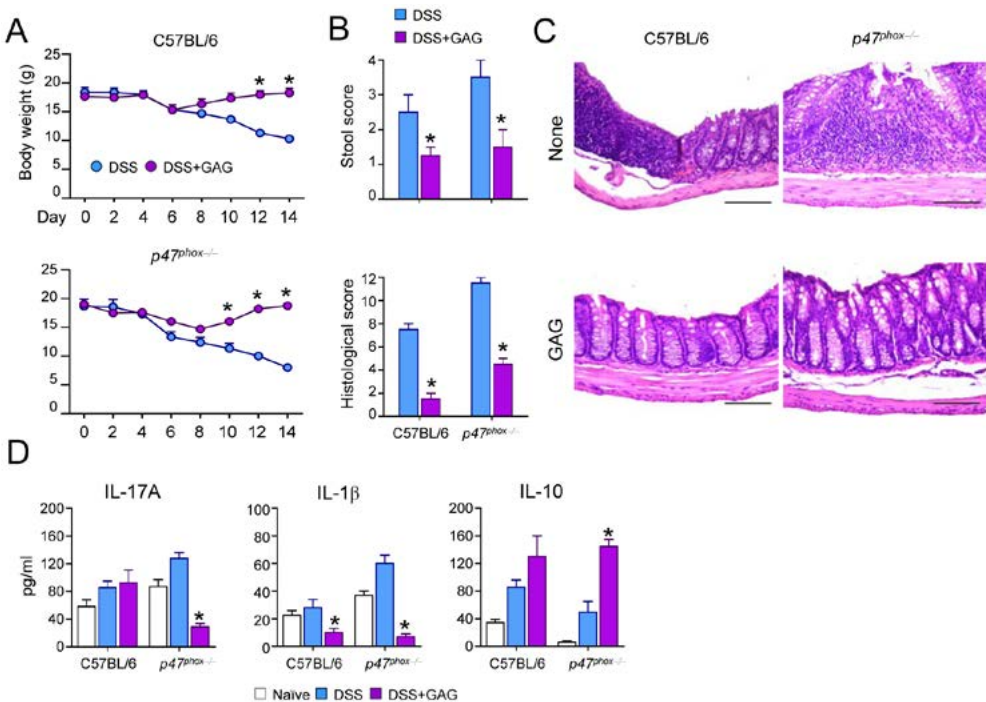 A
C57BL/6
Body weight (g)
25
20
15
10
5
0
DSS
DSS+GAG
* *
Day 0 2 4 6 8 10 12 14
p47phox-/-
25
20
15
10
5
0
* * *
0 2 4 6 8 10 12 14
B
DSS
DSS+GAG
Stool score
4
3
2
1
0
* *
Histological score
12
10
8
6
4
2
0
* *
C57BL/6 p47phox-/-
C
C57BL/6 p47phox-/-
None
GAG
D
IL-17A
pg/ml
200
160
120
80
40
0
*
C57BL/6 p47phox-/-
IL-1β
100
80
60
40
20
0
* *
C57BL/6 p47phox-/-
IL-10
200
160
120
80
40
0
*
C57BL/6 p47phox-/-
Naïve DSS DSS+GAG